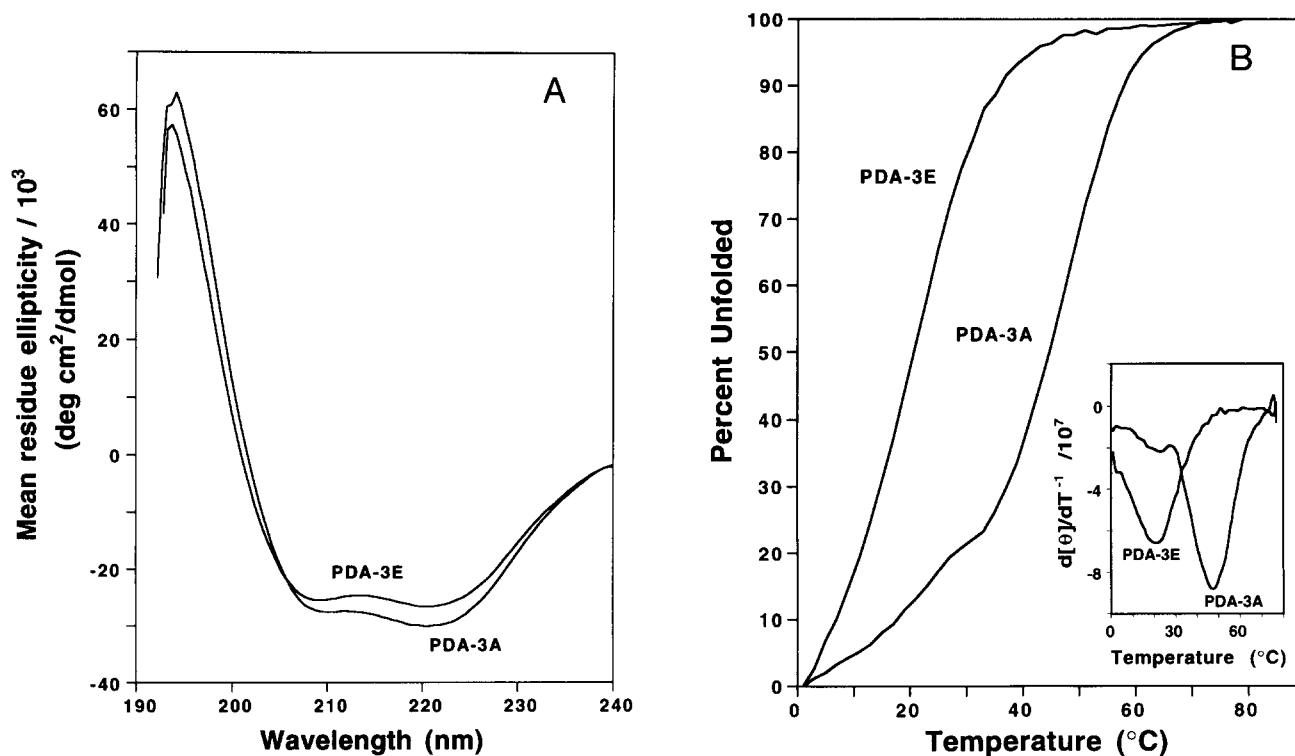 A
Mean residue ellipticity / 10³
(deg cm²/dmol)
60
40
20
0
-20
-40
PDA-3E
PDA-3A
190 200 210 220 230 240
Wavelength (nm)
B
Percent Unfolded
100
90
80
70
60
50
40
30
20
10
0
PDA-3E
PDA-3A
0 20 40 60 80
Temperature (°C)
d[θ]/dT⁻¹ /10⁷
0
-4
-8
PDA-3E
PDA-3A
0 30 60
Temperature (°C)